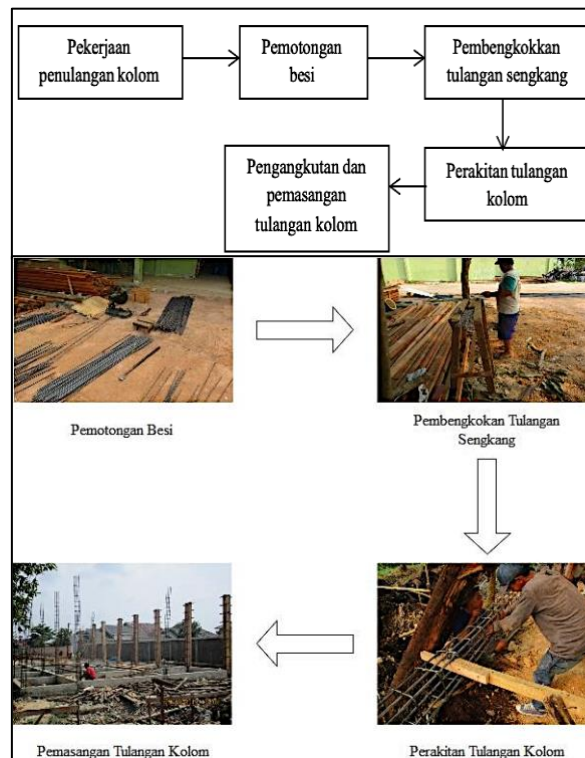 Pekerjaan
penulangan kolom
Pemotongan
besi
Pembengkokkan
tulangan sengkang
Perakitan tulangan
kolom
Pengangkutan dan
pemasangan
tulangan kolom
Pemotongan Besi
Pembengkokan Tulangan
Sengkang
Pemasangan Tulangan Kolom
Perakitan Tulangan Kolom